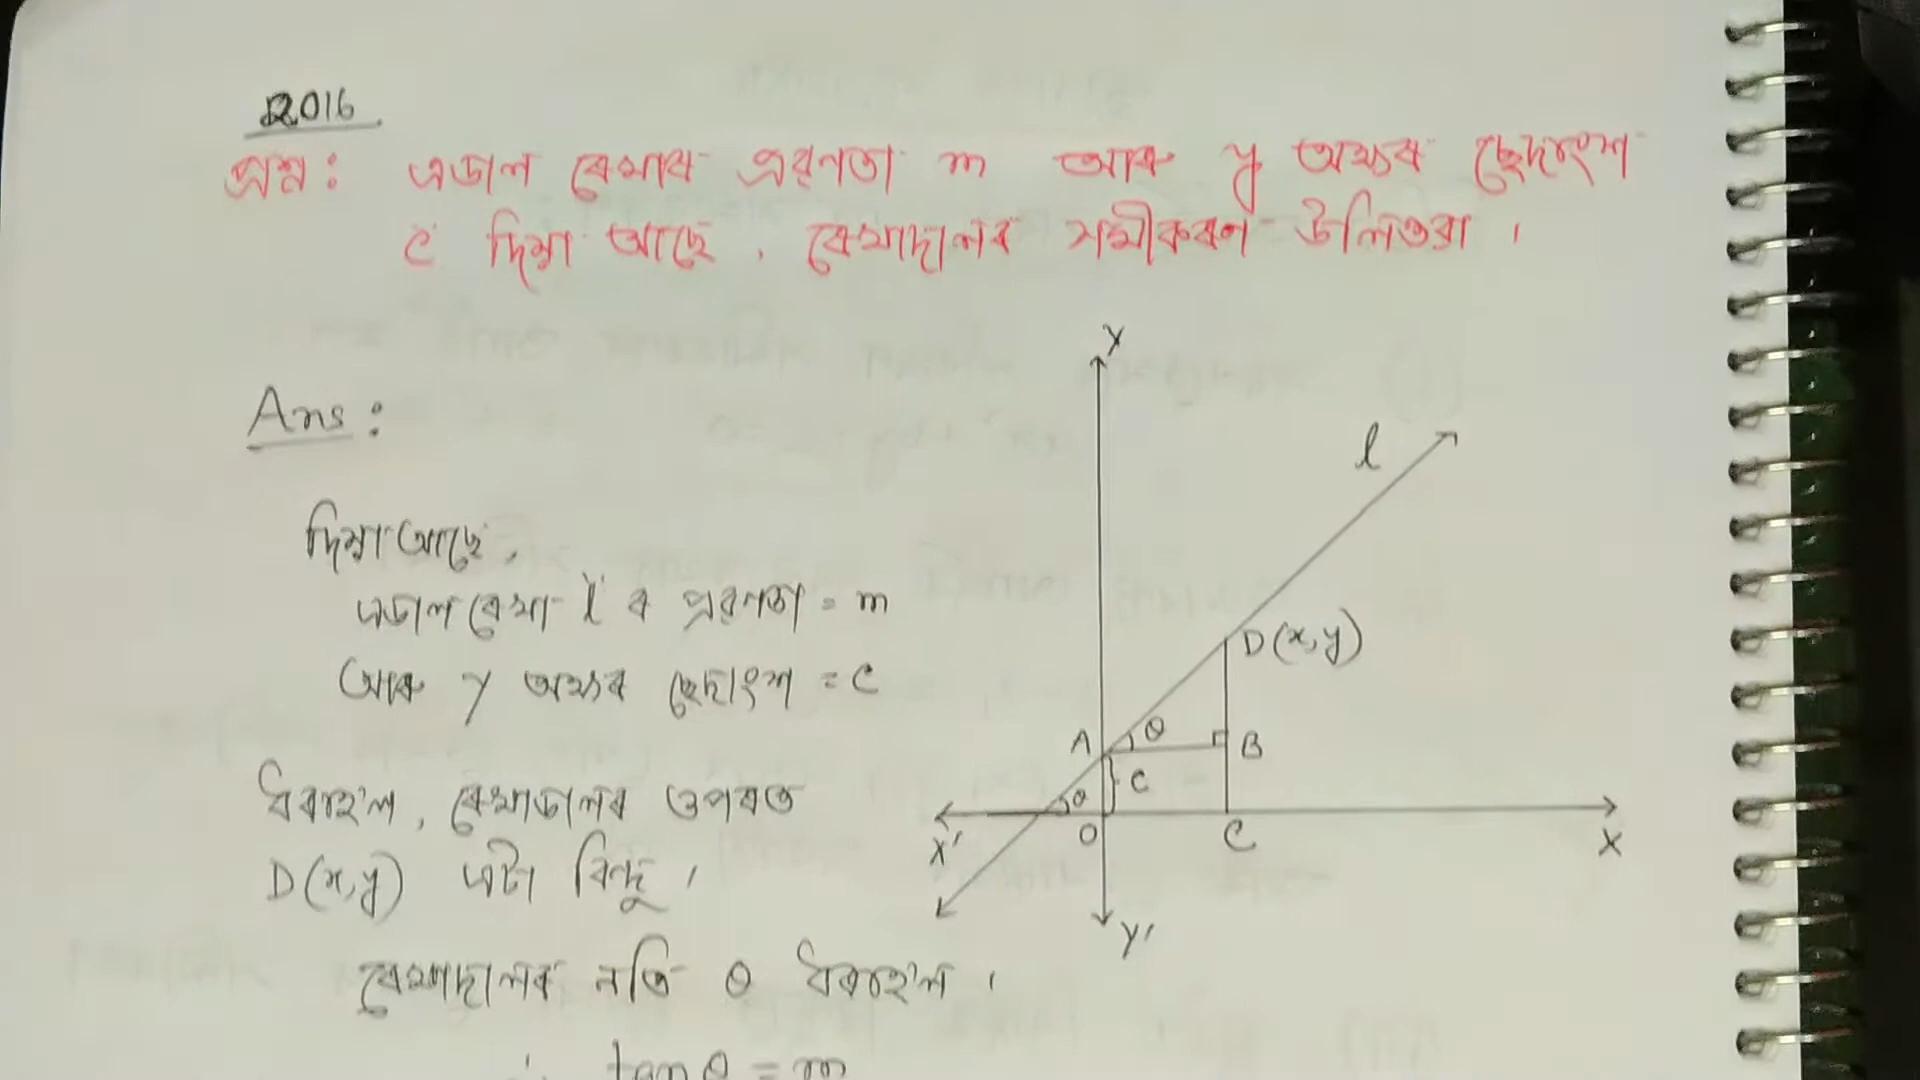 2016
প্ৰশ্নঃ এডাল ৰেখাৰ প্ৰৱণতা m আৰু y অক্ষৰ ছেদাংশ
c দিয়া আছে, ৰেখাডালৰ সমীকৰণ উলিওৱা ।
Ans :
দিয়া আছে,
এডাল ৰেখা l ৰ প্ৰৱণতা = m
আৰু y অক্ষৰ ছেদাংশ = c
ধৰাহ'ল, ৰেখাডালৰ ওপৰত
D(x,y) এটা বিন্দু ।
ৰেখাডালৰ নতি θ ধৰাহ'ল ।
∴ tan θ = m
Y
l
D(x,y)
A θ B
c
θ
X' O C X
Y'